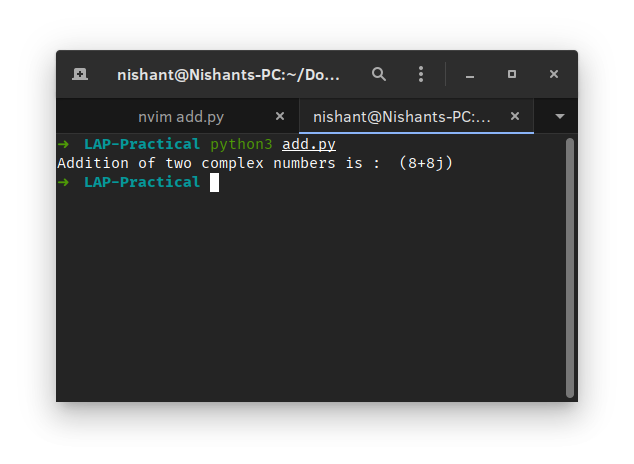 nishant@Nishants-PC:~/Do...
nvim add.py
nishant@Nishants-PC:...
➜ LAP-Practical python3 add.py
Addition of two complex numbers is :  (8+8j)
➜ LAP-Practical